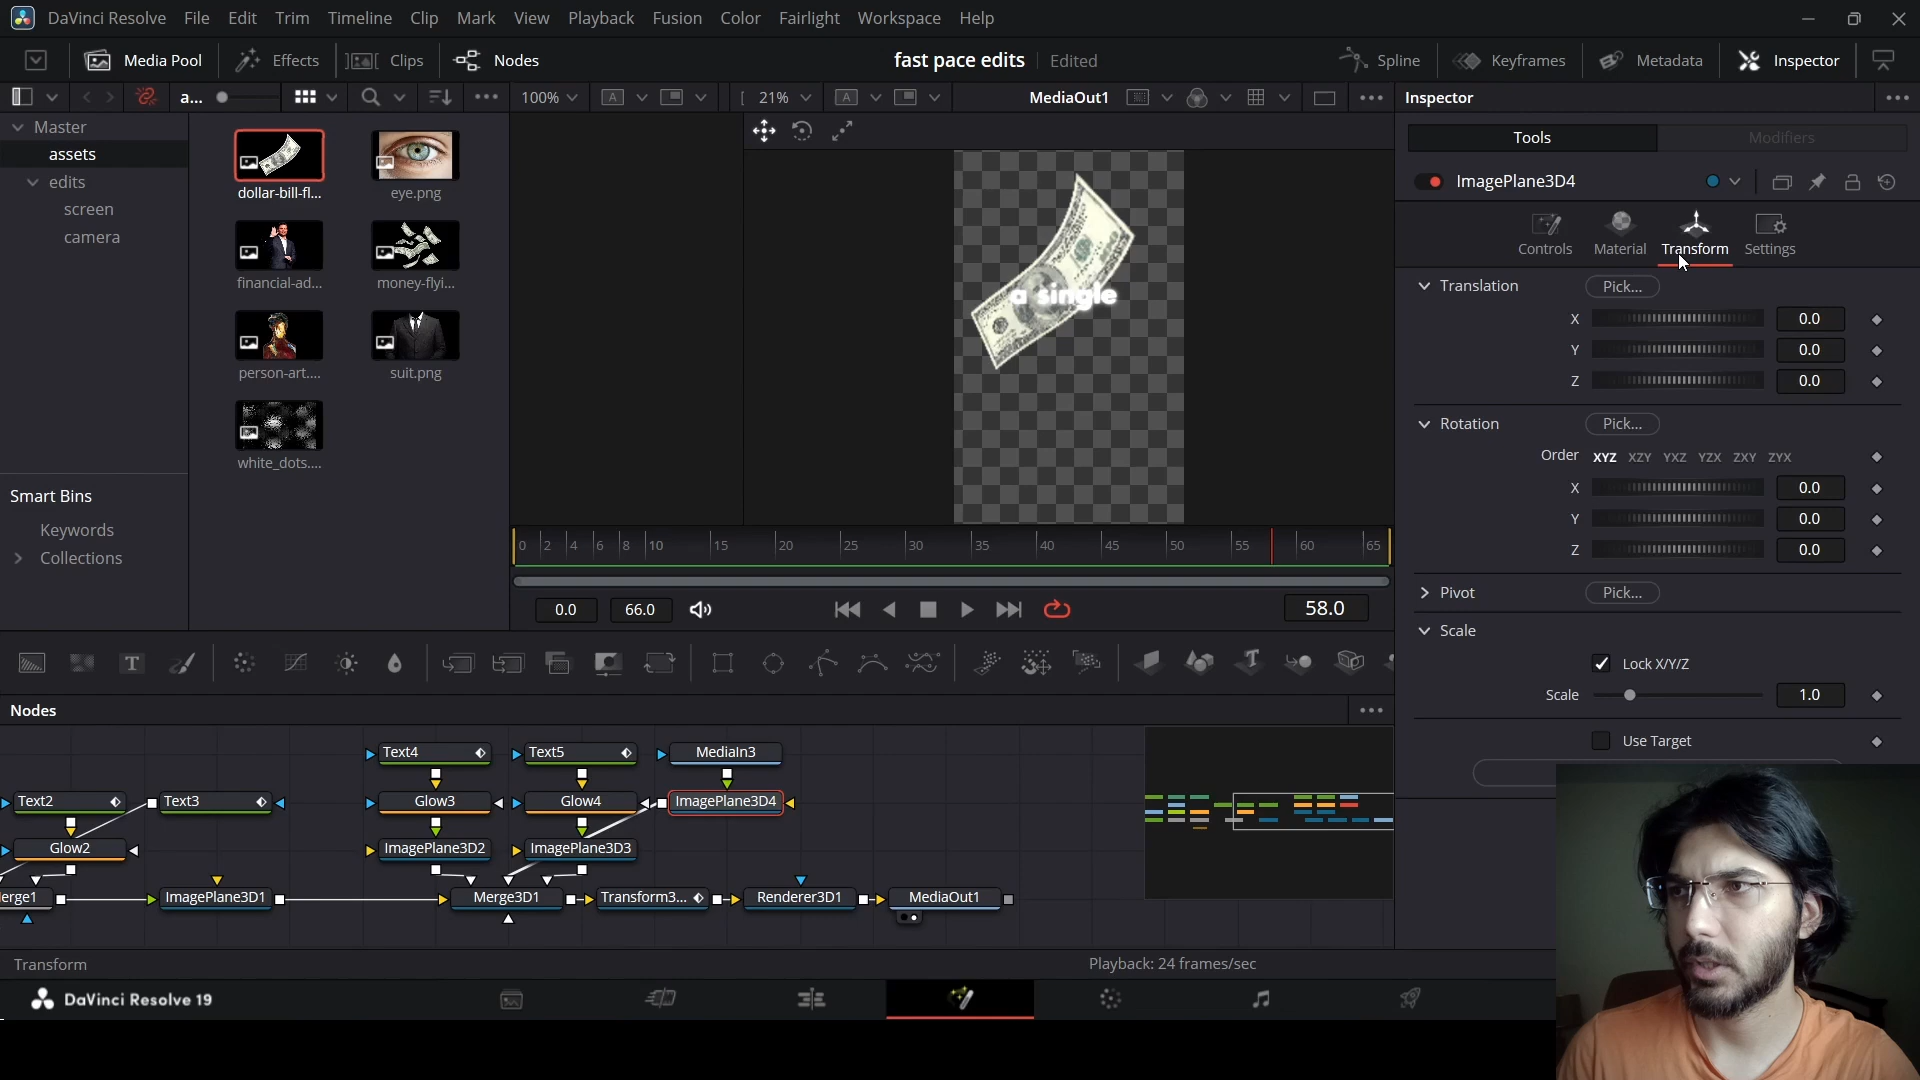 DaVinci Resolve File Edit Trim Timeline Clip Mark View Playback Fusion Color Fairlight Workspace Help
Media Pool Effects Clips Nodes fast pace edits Edited Spline Keyframes Metadata Inspector
a... 100% 21% MediaOut1 Inspector
Master
assets
edits
screen
camera
dollar-bill-fl...
eye.png
financial-ad...
money-flyi...
person-art....
suit.png
white_dots....
Smart Bins
Keywords
Collections
a single
0 2 4 6 8 10 15 20 25 30 35 40 45 50 55 60 65
0.0 66.0 58.0
Tools Modifiers
ImagePlane3D4
Controls Material Transform Settings
Translation Pick...
X 0.0
Y 0.0
Z 0.0
Rotation Pick...
Order XYZ XZY YXZ YZX ZXY ZYX
X 0.0
Y 0.0
Z 0.0
Pivot Pick...
Scale
Lock X/Y/Z
Scale 1.0
Use Target
Nodes
Text4 Text5 MediaIn3
Text2 Text3 Glow3 Glow4 ImagePlane3D4
Glow2 ImagePlane3D2 ImagePlane3D3
erge1 ImagePlane3D1 Merge3D1 Transform3... Renderer3D1 MediaOut1
Transform Playback: 24 frames/sec
DaVinci Resolve 19